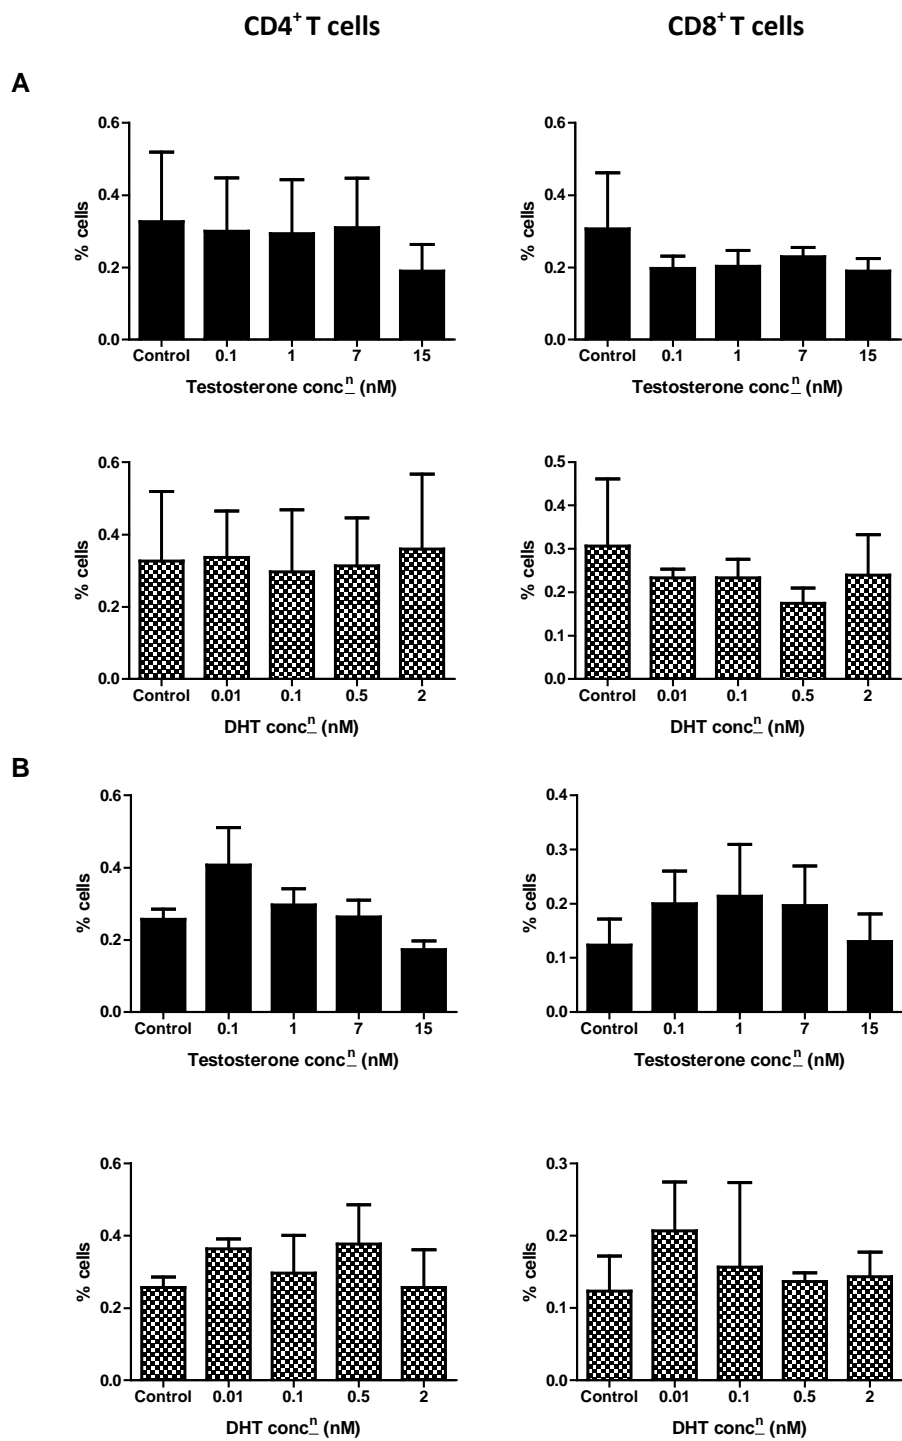 CD4⁺ T cells CD8⁺ T cells
A
0.6
0.4
0.2
0.0
% cells
Control 0.1 1 7 15
Testosterone concⁿ (nM)
0.6
0.4
0.2
0.0
% cells
Control 0.1 1 7 15
Testosterone concⁿ (nM)
0.6
0.4
0.2
0.0
% cells
Control 0.01 0.1 0.5 2
DHT concⁿ (nM)
0.5
0.4
0.3
0.2
0.1
0.0
% cells
Control 0.01 0.1 0.5 2
DHT concⁿ (nM)
B
0.6
0.4
0.2
0.0
% cells
Control 0.1 1 7 15
Testosterone concⁿ (nM)
0.4
0.3
0.2
0.1
0.0
% cells
Control 0.1 1 7 15
Testosterone concⁿ (nM)
0.6
0.4
0.2
0.0
% cells
Control 0.01 0.1 0.5 2
DHT concⁿ (nM)
0.3
0.2
0.1
0.0
% cells
Control 0.01 0.1 0.5 2
DHT concⁿ (nM)